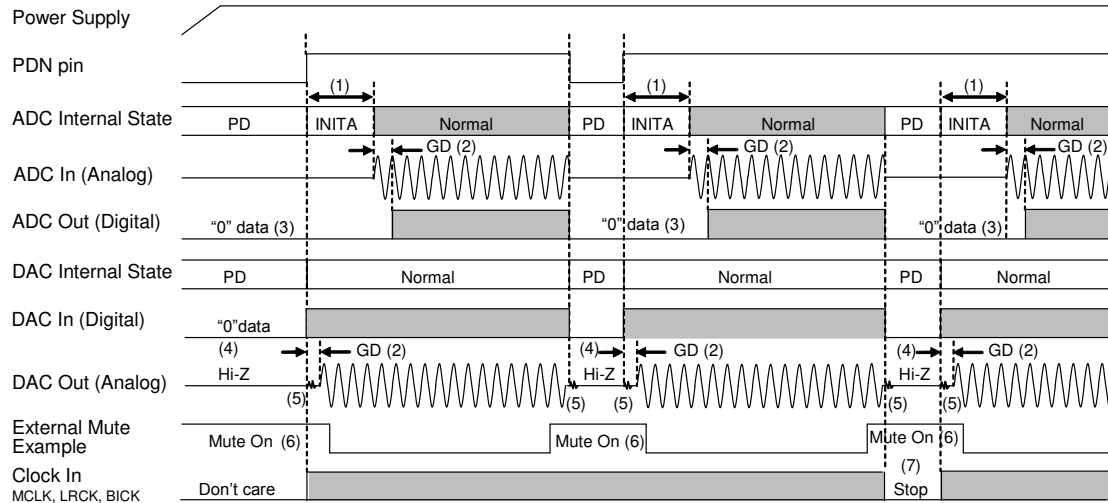 Power Supply
PDN pin
(1) (1) (1)
ADC Internal State PD INITA Normal PD INITA Normal PD INITA Normal
GD (2) GD (2) GD (2)
ADC In (Analog)
ADC Out (Digital) “0” data (3) “0” data (3) “0” data (3)
DAC Internal State PD Normal PD Normal PD Normal
DAC In (Digital) “0”data
(4) GD (2) (4) GD (2) (4) GD (2)
DAC Out (Analog) Hi-Z Hi-Z Hi-Z
(5) (5) (5) (5) (5)
External Mute
Example Mute On (6) Mute On (6) Mute On (6)
Clock In (7)
MCLK, LRCK, BICK Don’t care Stop